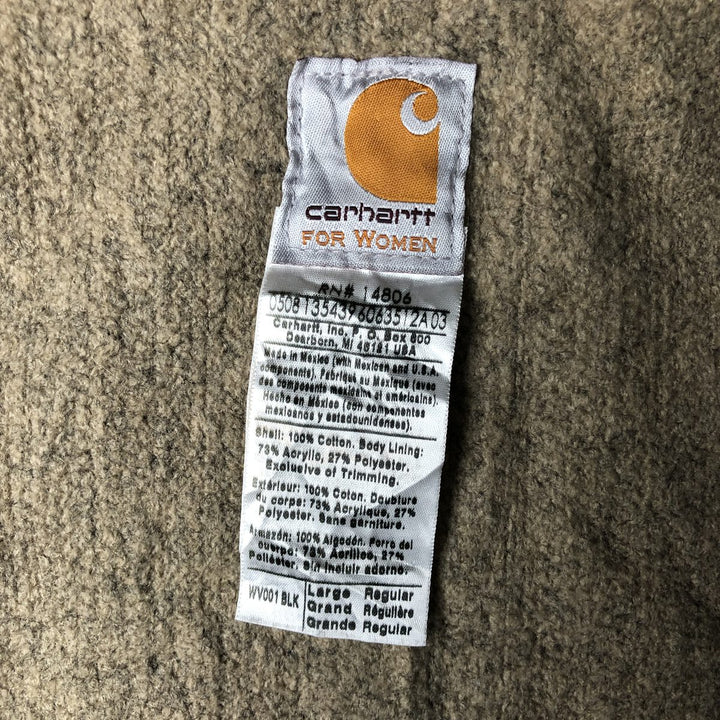 carhartt
FOR WOMEN
RN# 14806
0508135439606351 2A 03
Carhartt, Inc. P. O. Box 600
Dearborn, MI 48121 USA
Made in Mexico (with Mexican and U.S.A.
components). Fabriqué au Mexique (avec
des composants mexicains et américains).
Hecho en México (con componentes
mexicanos y estadounidenses).
Shell: 100% Cotton. Body Lining:
73% Acrylic, 27% Polyester.
Exclusive of Trimming.
Extérieur: 100% Coton. Doublure
du corps: 73% Acrylique, 27%
Polyester. Sans garniture.
Armazón: 100% Algodón. Forro del
cuerpo: 73% Acrílico, 27%
Poliéster. Sin incluir adorno.
WV001 BLK
Large Regular
Grand Régulière
Grande Regular